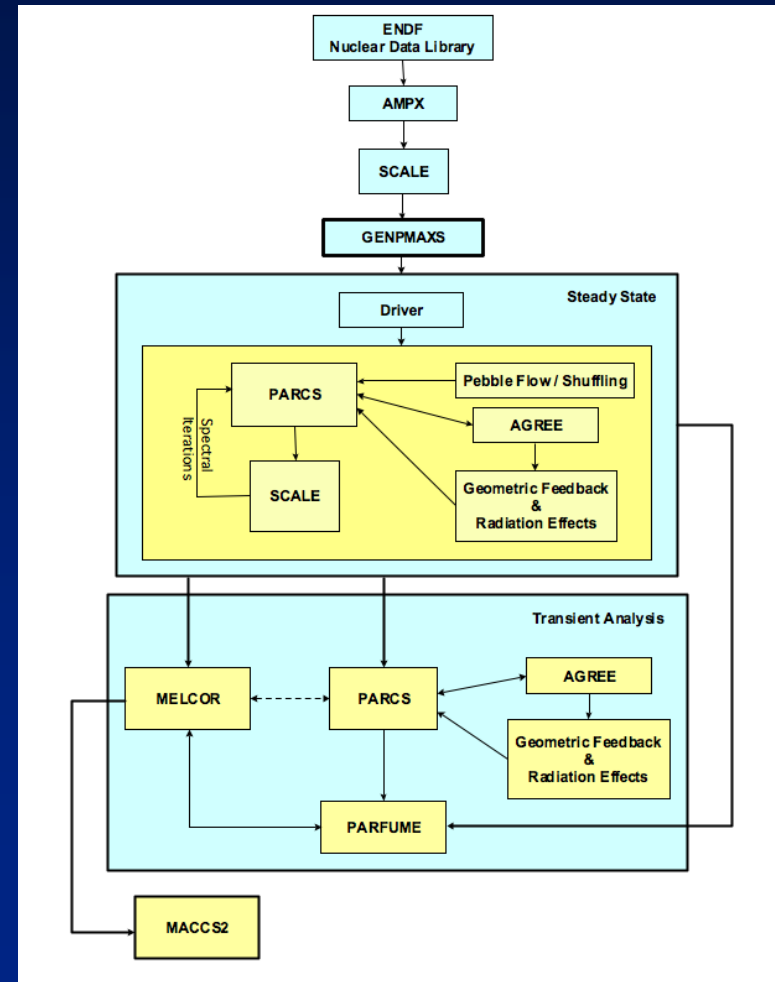 ENDF
Nuclear Data Library
AMPX
SCALE
GENPMAXS
Steady State
Driver
PARCS
Pebble Flow / Shuffling
AGREE
Spectral
Iterations
SCALE
Geometric Feedback
&
Radiation Effects
Transient Analysis
MELCOR
PARCS
AGREE
Geometric Feedback
&
Radiation Effects
PARFUME
MACCS2